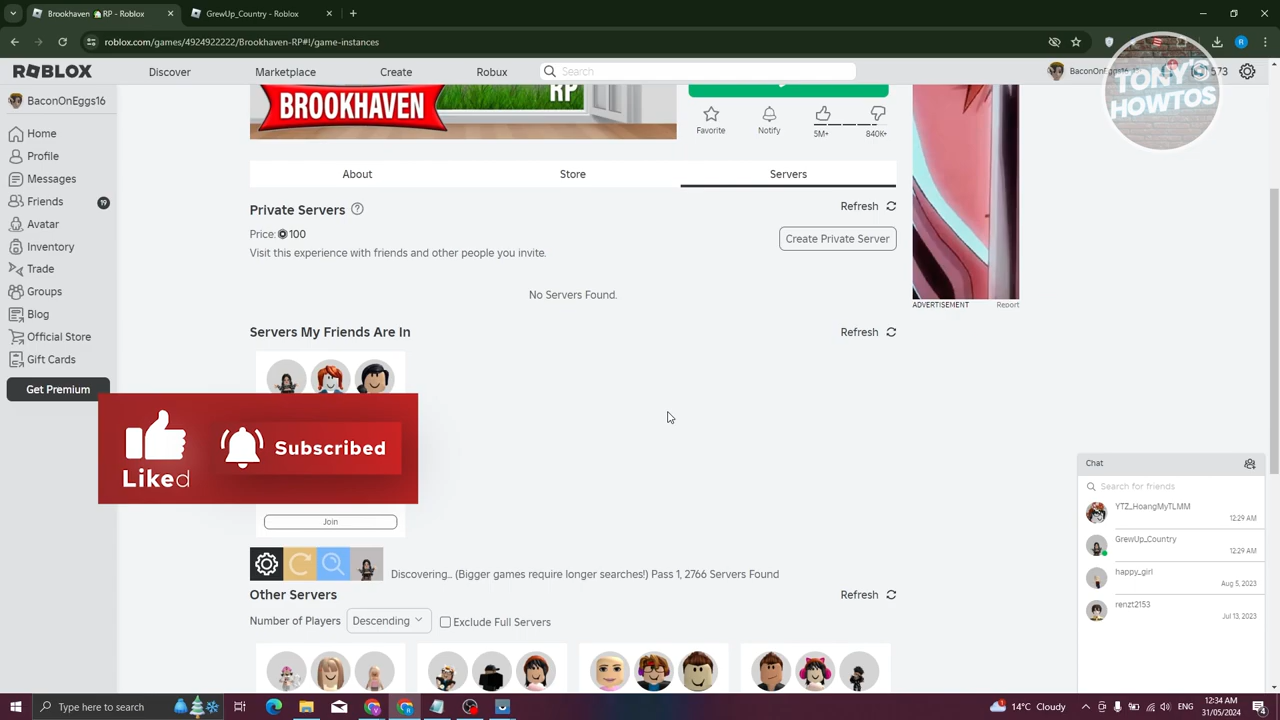 Brookhaven 🏡RP - Roblox
GrewUp_Country - Roblox
roblox.com/games/4924922222/Brookhaven-RP#!/game-instances
ROBLOX
Discover
Marketplace
Create
Robux
Search
573
TONY'S
HOWTOS
BaconOnEggs16
Home
Profile
Messages
Friends
19
Avatar
Inventory
Trade
Groups
Blog
Official Store
Gift Cards
Get Premium
BROOKHAVEN
RP
Favorite
Notify
5M+
840K+
About
Store
Servers
Private Servers
Refresh
Price: 100
Create Private Server
Visit this experience with friends and other people you invite.
No Servers Found.
ADVERTISEMENT
Report
Servers My Friends Are In
Refresh
Liked
Subscribed
Join
Discovering... (Bigger games require longer searches!) Pass 1, 2766 Servers Found
Other Servers
Refresh
Number of Players
Descending
Exclude Full Servers
Chat
Search for friends
YTZ_HoangMyTLMM
12:29 AM
GrewUp_Country
12:29 AM
happy_girl
Aug 5, 2023
renzt2153
Jul 13, 2023
Type here to search
14°C Cloudy
12:34 AM
31/05/2024
4